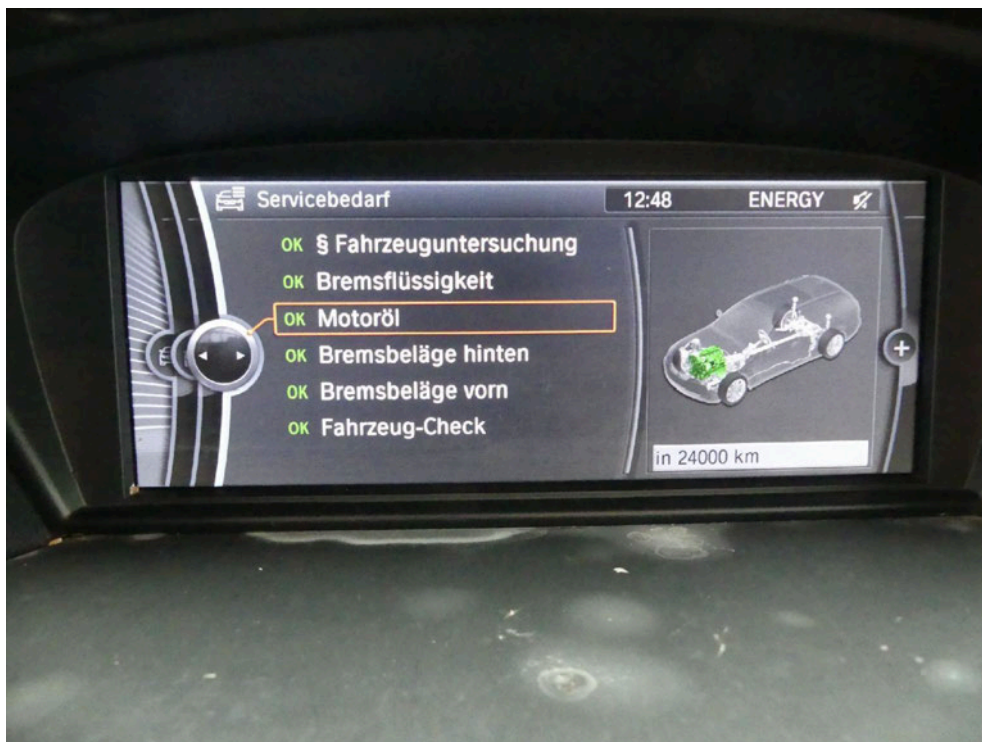 Servicebedarf
12:48
ENERGY
OK § Fahrzeuguntersuchung
OK Bremsflüssigkeit
OK Motoröl
OK Bremsbeläge hinten
OK Bremsbeläge vorn
OK Fahrzeug-Check
in 24000 km